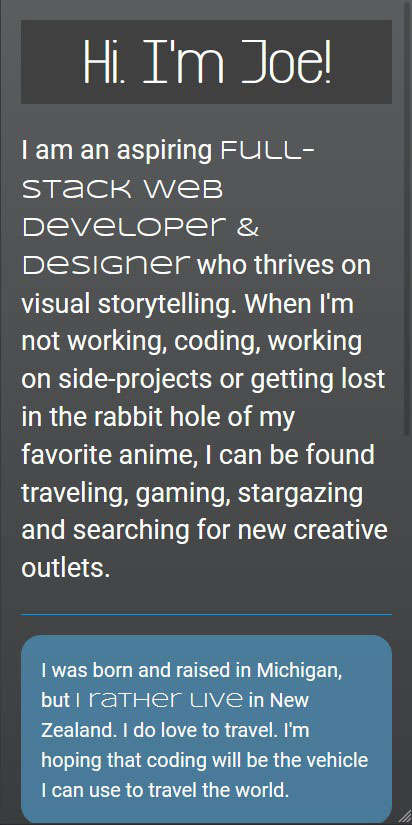 Hi. I'm Joe!
I am an aspiring Full-
Stack Web
Developer &
Designer who thrives on
visual storytelling. When I'm
not working, coding, working
on side-projects or getting lost
in the rabbit hole of my
favorite anime, I can be found
traveling, gaming, stargazing
and searching for new creative
outlets.
I was born and raised in Michigan,
but I rather live in New
Zealand. I do love to travel. I'm
hoping that coding will be the vehicle
I can use to travel the world.